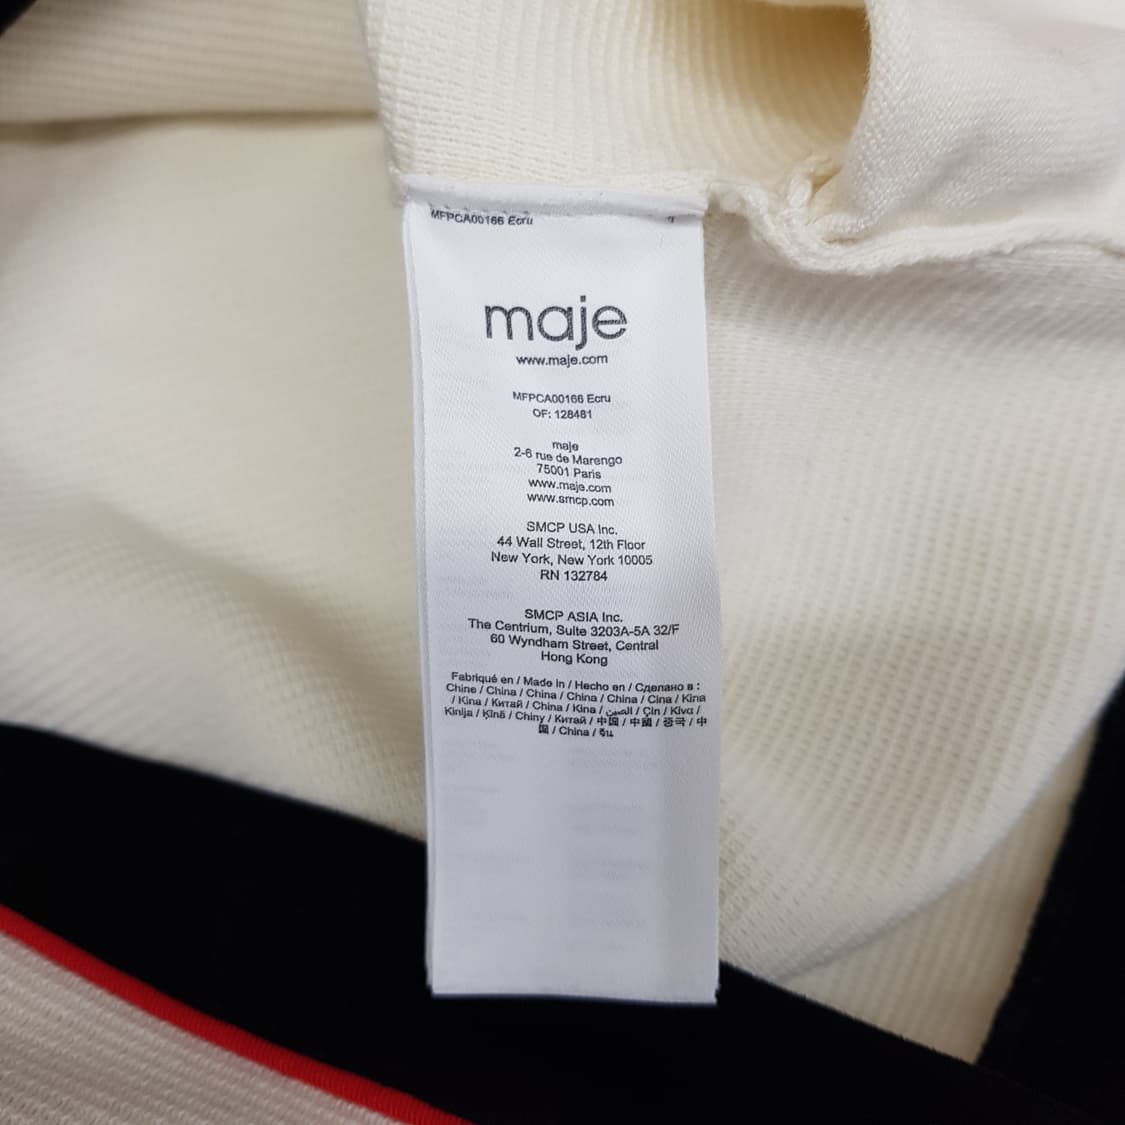 MFPCA00166 Ecru
maje
www.maje.com
MFPCA00166 Ecru
OF: 128481
maje
2-6 rue de Marengo
75001 Paris
www.maje.com
www.smcp.com
SMCP USA Inc.
44 Wall Street, 12th Floor
New York, New York 10005
RN 132784
SMCP ASIA Inc.
The Centrium, Suite 3203A-5A 32/F
60 Wyndham Street, Central
Hong Kong
Fabriqué en / Made in / Hecho en / Сделано в :
Chine / China / China / China / China / Cina / Kina
/ Kina / Китай / China / Kina / الصين / Çin / Κίνα /
Kinija / Ķīnā / Chiny / Китай / 中国 / 中國 / 중국 / 中
国 / China / จีน